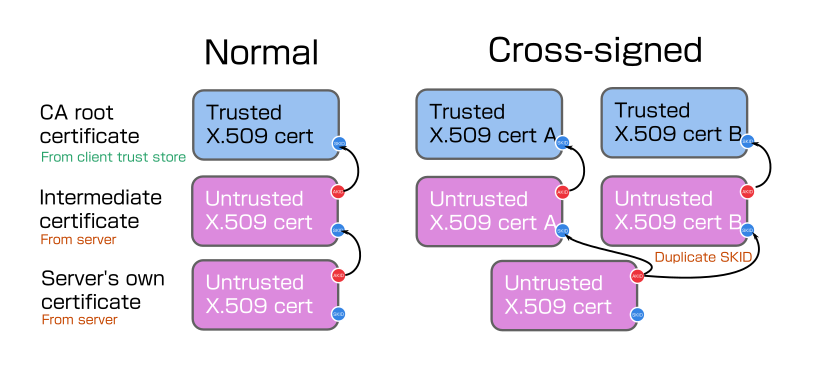 Normal
Cross-signed
CA root
certificate
From client trust store
Trusted
X.509 cert
SKID
Trusted
X.509 cert A
SKID
Trusted
X.509 cert B
SKID
Intermediate
certificate
From server
Untrusted
X.509 cert
AKID
SKID
Untrusted
X.509 cert A
AKID
SKID
Untrusted
X.509 cert B
AKID
SKID
Duplicate SKID
Server's own
certificate
From server
Untrusted
X.509 cert
AKID
SKID
Untrusted
X.509 cert
AKID
SKID